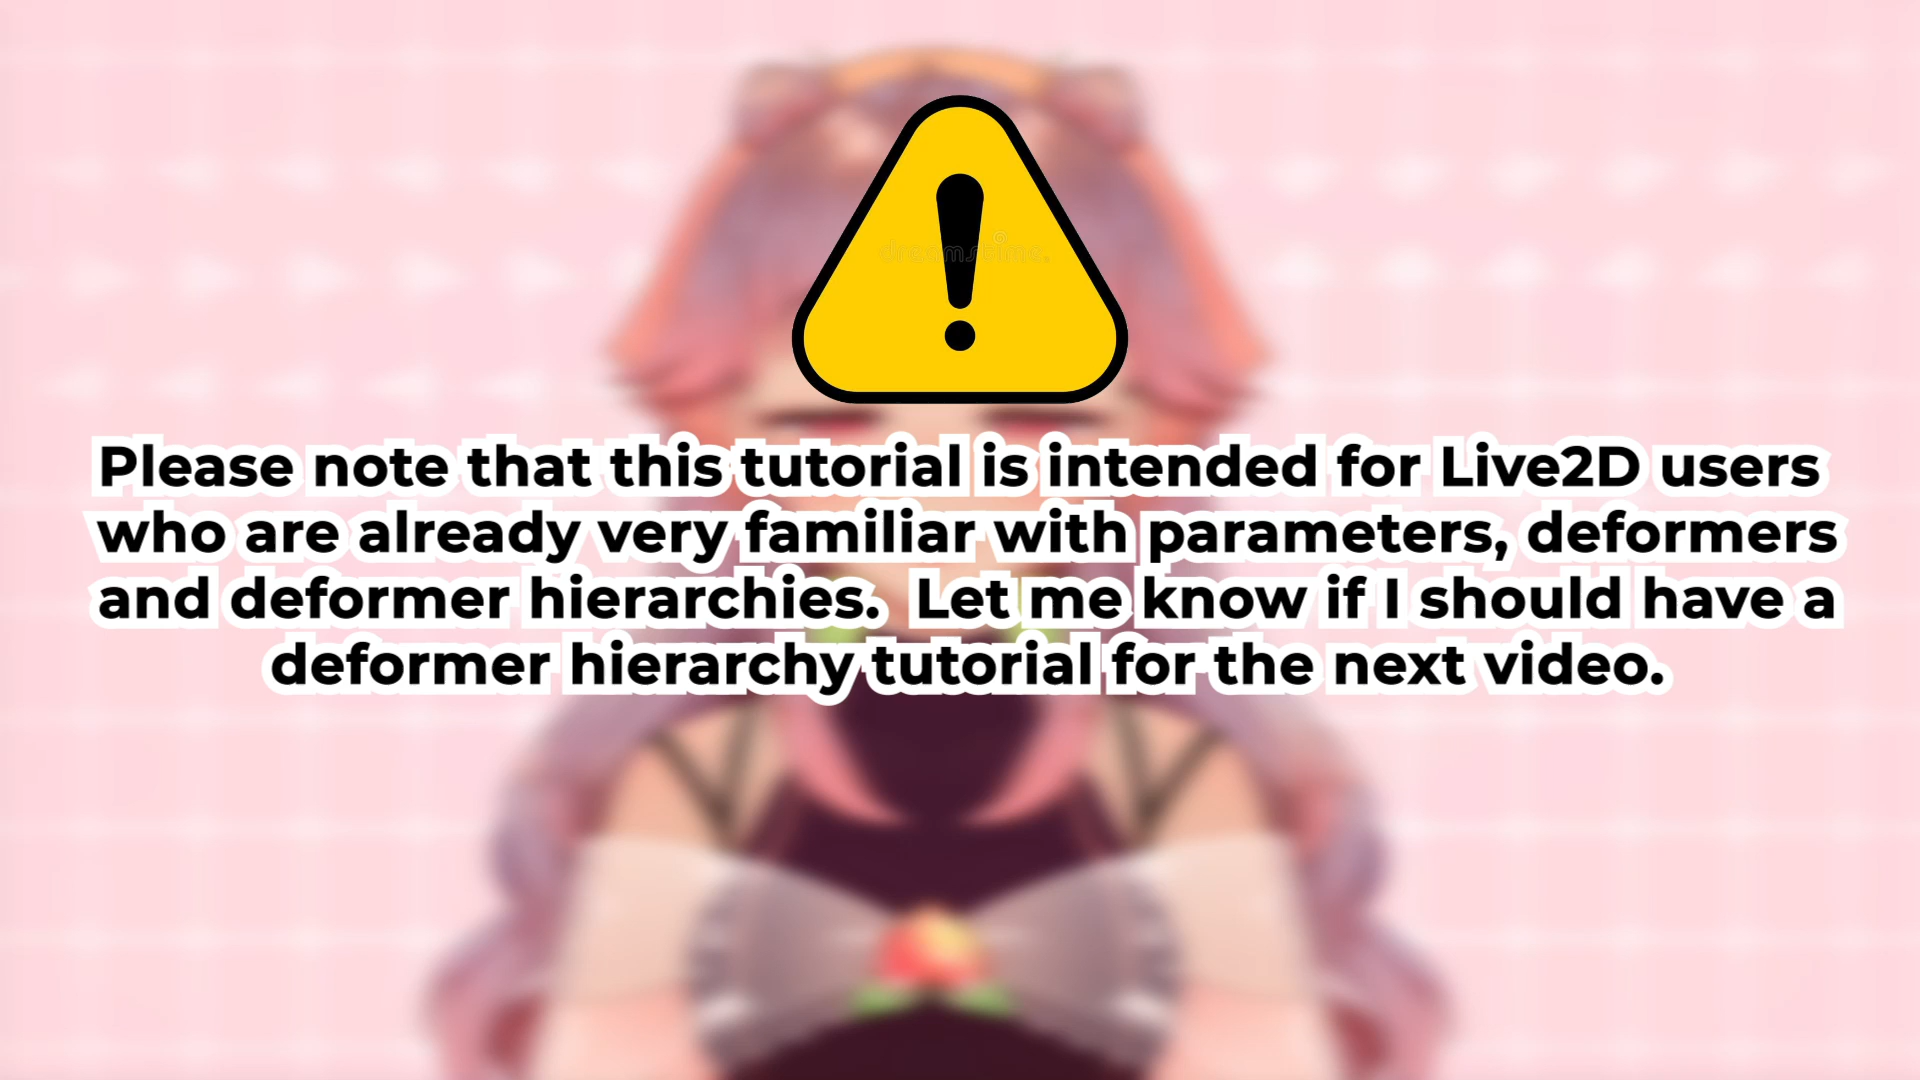 dreamstime.
Please note that this tutorial is intended for Live2D users
who are already very familiar with parameters, deformers
and deformer hierarchies.  Let me know if I should have a
deformer hierarchy tutorial for the next video.